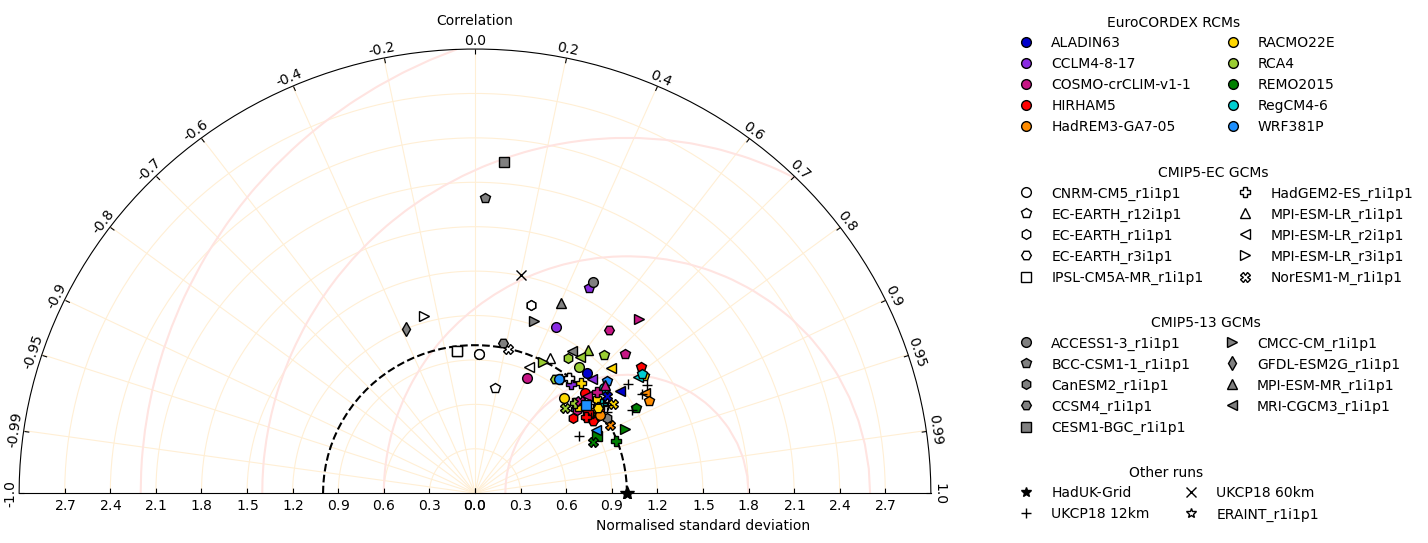 Correlation
-1.0
-0.99
-0.95
-0.9
-0.8
-0.7
-0.6
-0.4
-0.2
0.0
0.2
0.4
0.6
0.7
0.8
0.9
0.95
0.99
1.0
2.7 2.4 2.1 1.8 1.5 1.2 0.9 0.6 0.3 0.0 0.3 0.6 0.9 1.2 1.5 1.8 2.1 2.4 2.7
Normalised standard deviation
EuroCORDEX RCMs
ALADIN63 RACMO22E
CCLM4-8-17 RCA4
COSMO-crCLIM-v1-1 REMO2015
HIRHAM5 RegCM4-6
HadREM3-GA7-05 WRF381P
CMIP5-EC GCMs
CNRM-CM5_r1i1p1 HadGEM2-ES_r1i1p1
EC-EARTH_r12i1p1 MPI-ESM-LR_r1i1p1
EC-EARTH_r1i1p1 MPI-ESM-LR_r2i1p1
EC-EARTH_r3i1p1 MPI-ESM-LR_r3i1p1
IPSL-CM5A-MR_r1i1p1 NorESM1-M_r1i1p1
CMIP5-13 GCMs
ACCESS1-3_r1i1p1 CMCC-CM_r1i1p1
BCC-CSM1-1_r1i1p1 GFDL-ESM2G_r1i1p1
CanESM2_r1i1p1 MPI-ESM-MR_r1i1p1
CCSM4_r1i1p1 MRI-CGCM3_r1i1p1
CESM1-BGC_r1i1p1
Other runs
HadUK-Grid UKCP18 60km
UKCP18 12km ERAINT_r1i1p1